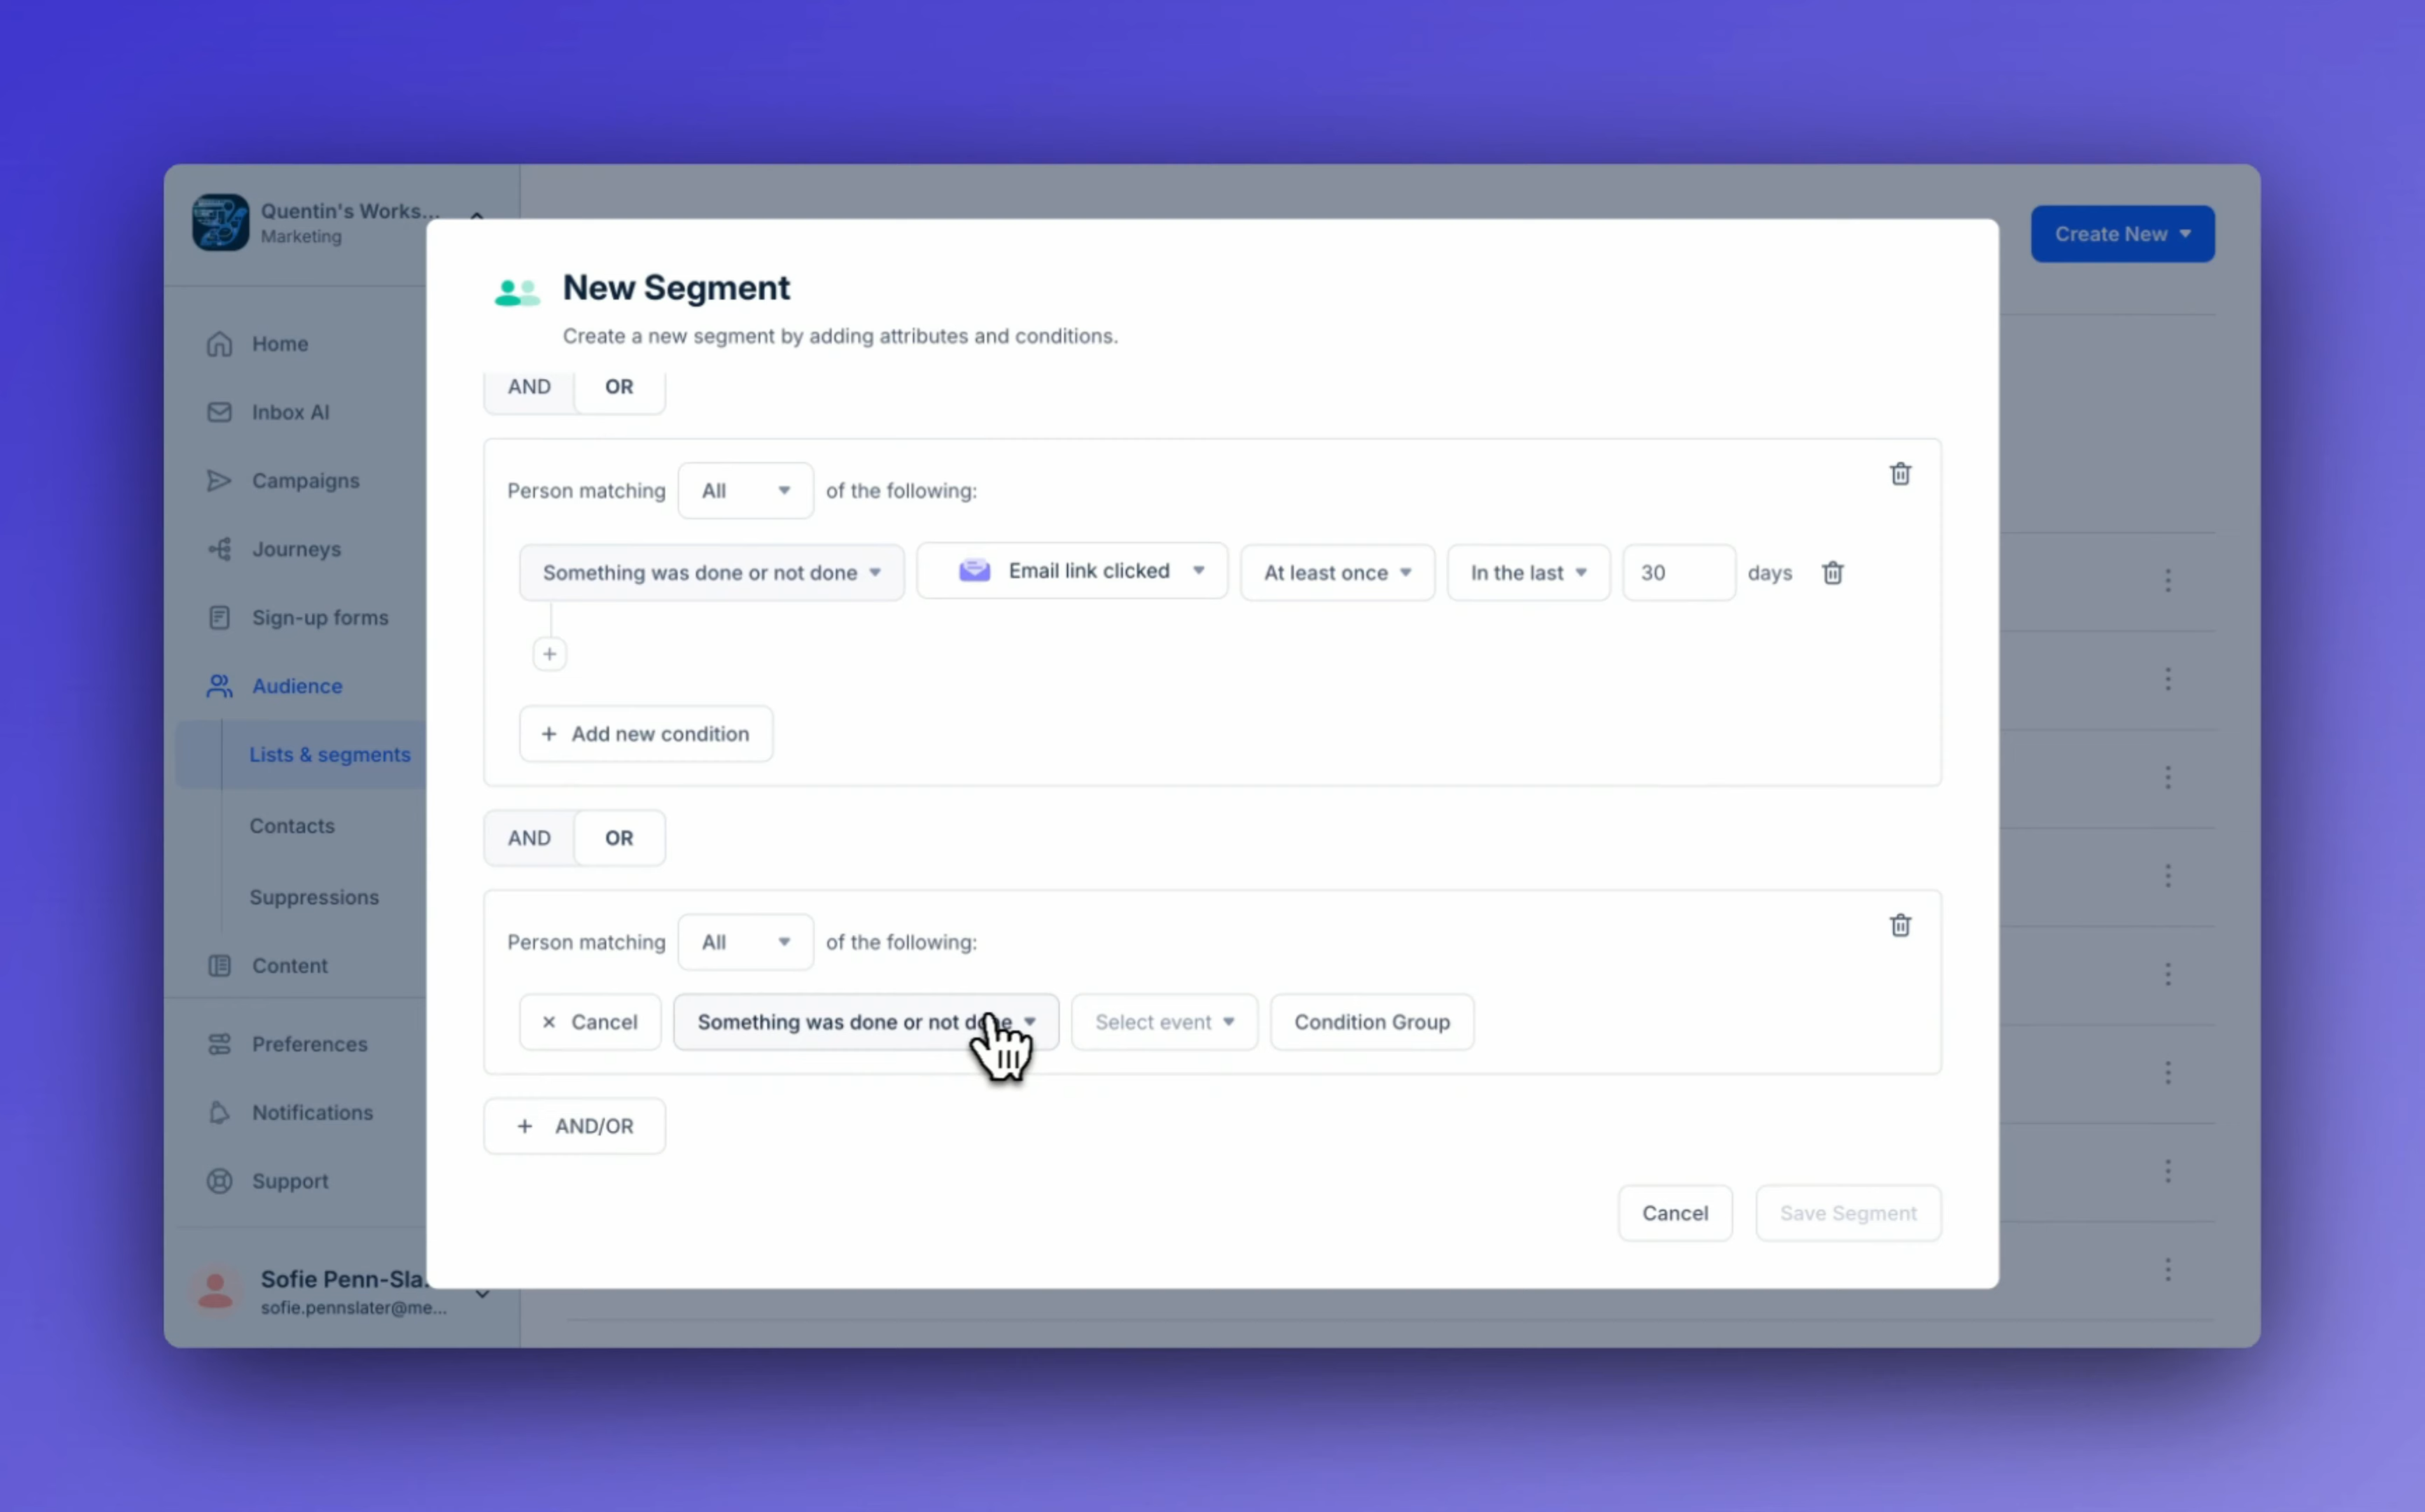 Quentin's Works...
Marketing
Home
Inbox AI
Campaigns
Journeys
Sign-up forms
Audience
Lists & segments
Contacts
Suppressions
Content
Preferences
Notifications
Support
Sofie Penn-Sla..
sofie.pennslater@me...
Create New
New Segment
Create a new segment by adding attributes and conditions.
AND OR
Person matching All of the following:
Something was done or not done Email link clicked At least once In the last 30 days
+
+ Add new condition
AND OR
Person matching All of the following:
× Cancel Something was done or not done Select event Condition Group
+ AND/OR
Cancel Save Segment